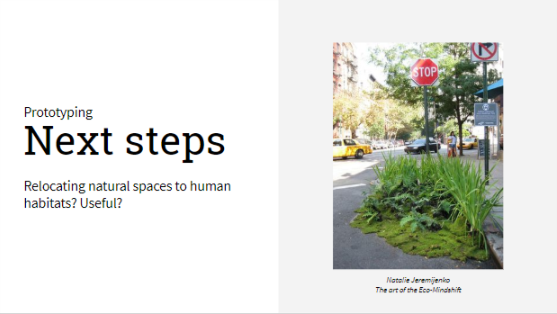 Prototyping
Next steps
Relocating natural spaces to human
habitats? Useful?
STOP
Natalie Jeremijenko
The art of the Eco-Mindshift